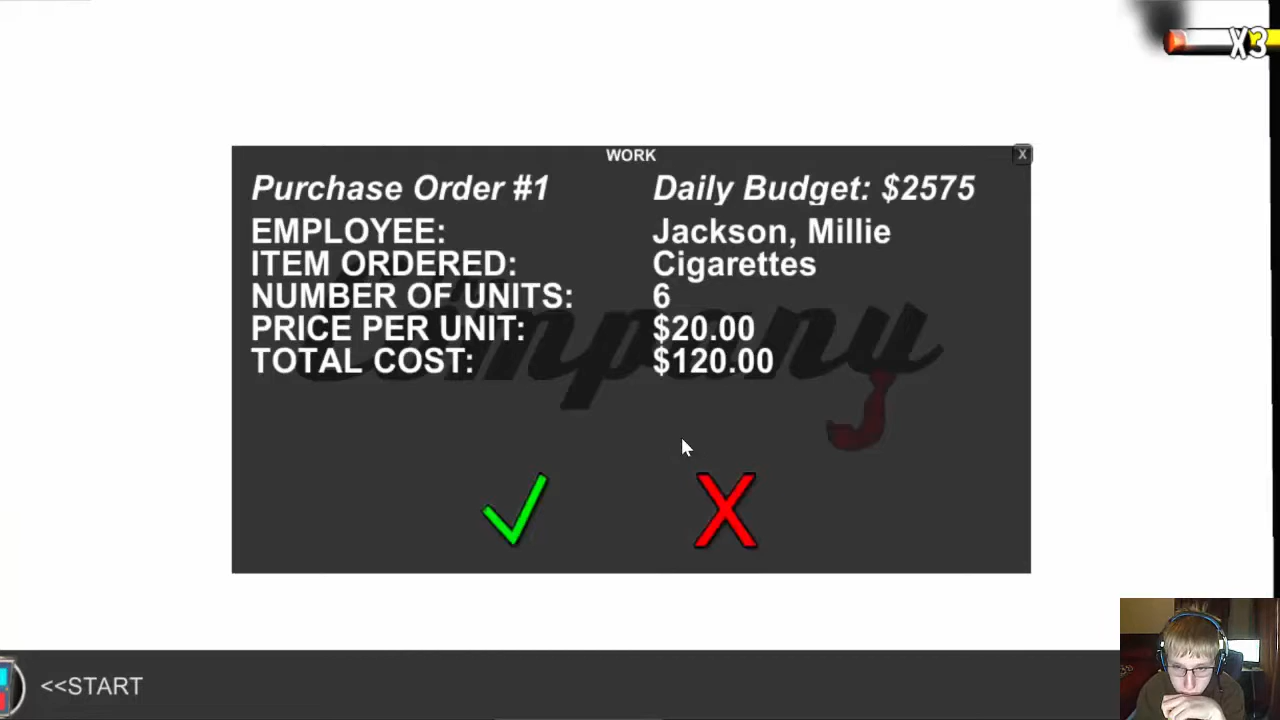 X3
WORK
X
Purchase Order #1 Daily Budget: $2575
EMPLOYEE: Jackson, Millie
ITEM ORDERED: Cigarettes
NUMBER OF UNITS: 6
PRICE PER UNIT: $20.00
TOTAL COST: $120.00
Company
<<START